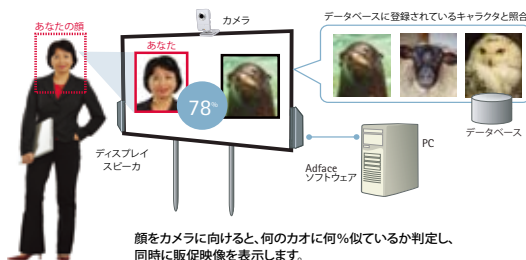 あなたの顔
カメラ
あなた
78%
データベースに登録されているキャラクタと照合
データベース
PC
Adface
ソフトウェア
ディスプレイ
スピーカ
顔をカメラに向けると、何のカオに何%似ているか判定し、
同時に販促映像を表示します。